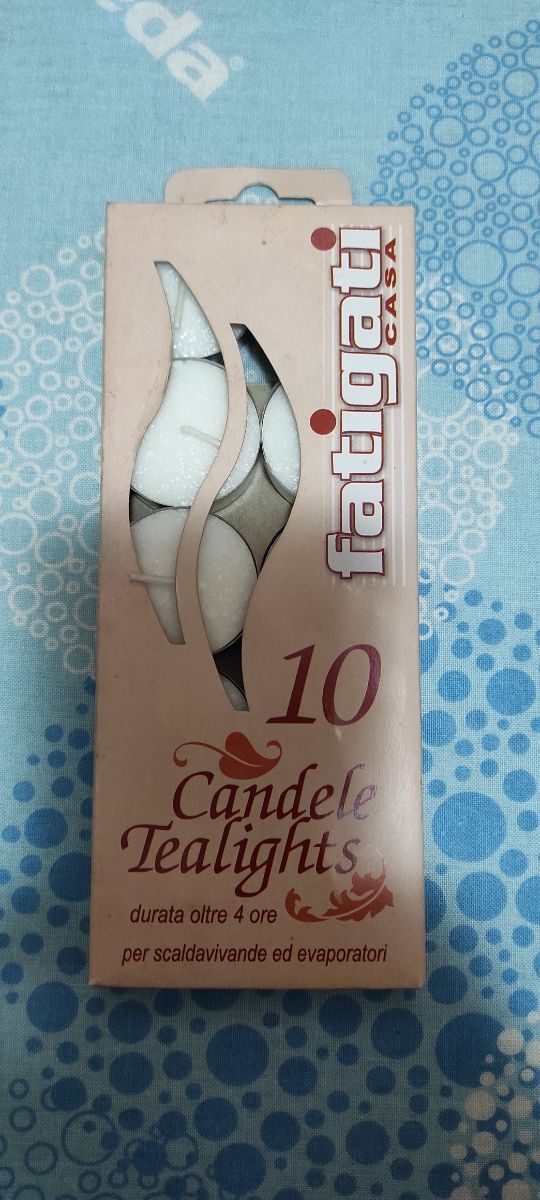 fatigati
CASA
10
Candele
Tealights
durata oltre 4 ore
per scaldavivande ed evaporatori